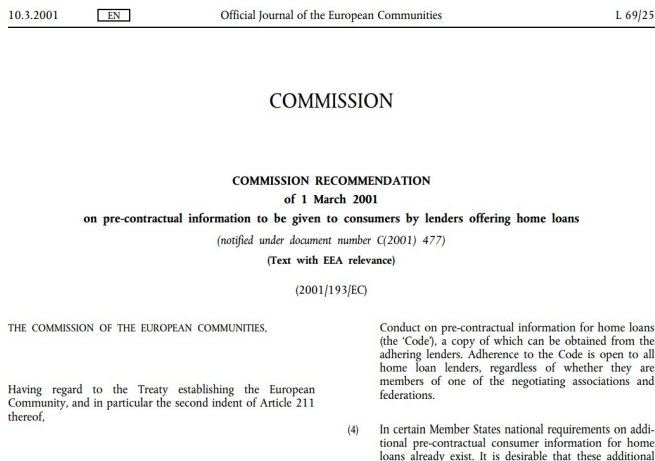 10.3.2001 EN Official Journal of the European Communities L 69/25
COMMISSION
COMMISSION RECOMMENDATION
of 1 March 2001
on pre-contractual information to be given to consumers by lenders offering home loans
(notified under document number C(2001) 477)
(Text with EEA relevance)
(2001/193/EC)
THE COMMISSION OF THE EUROPEAN COMMUNITIES,
Having regard to the Treaty establishing the European
Community, and in particular the second indent of Article 211
thereof,
Conduct on pre-contractual information for home loans
(the ‘Code’), a copy of which can be obtained from the
adhering lenders. Adherence to the Code is open to all
home loan lenders, regardless of whether they are
members of one of the negotiating associations and
federations.
(4) In certain Member States national requirements on addi-
tional pre-contractual consumer information for home
loans already exist. It is desirable that these additional